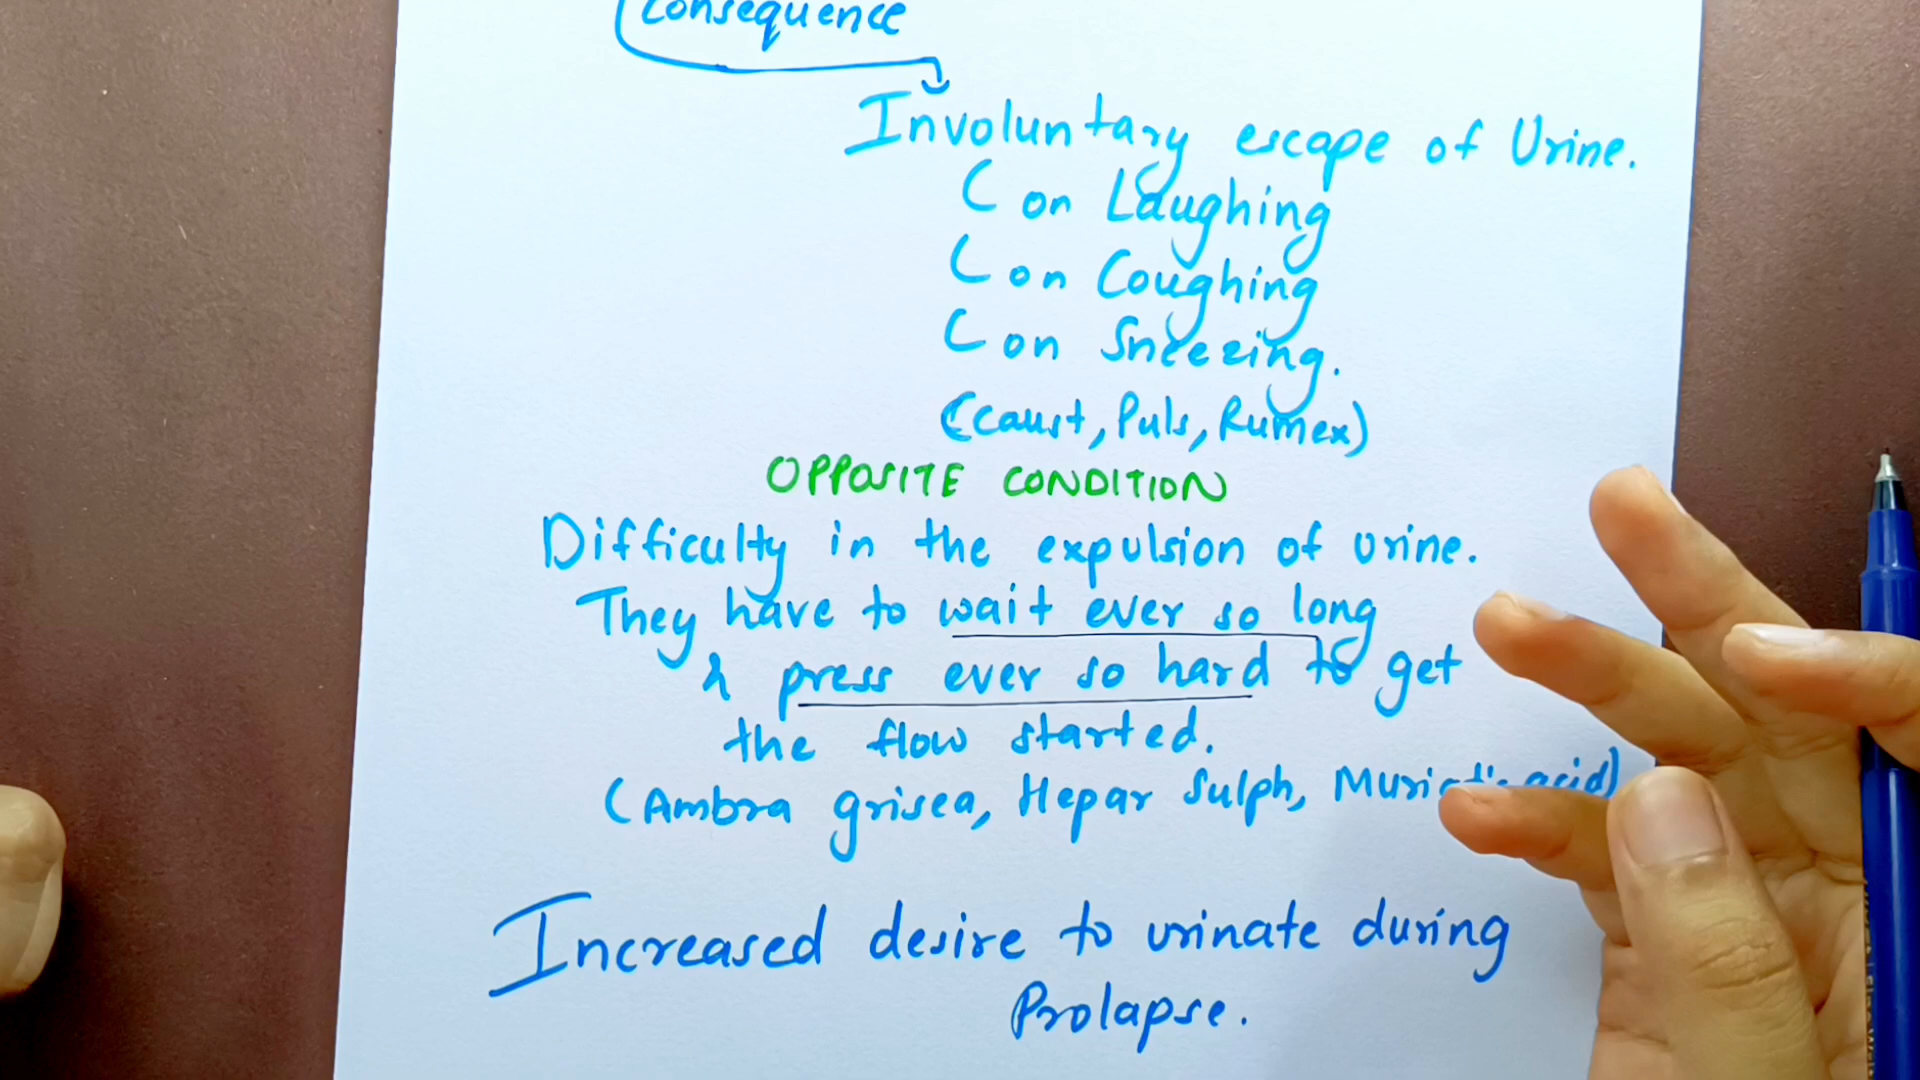 Consequence
Involuntary escape of Urine.
on Laughing
on Coughing
on Sneezing.
(Caust, Puls, Rumex)
OPPOSITE CONDITION
Difficulty in the expulsion of urine.
They have to wait ever so long
& press ever so hard to get
the flow started.
(Ambra grisea, Hepar Sulph, acid)
Increased desire to urinate during
Prolapse.